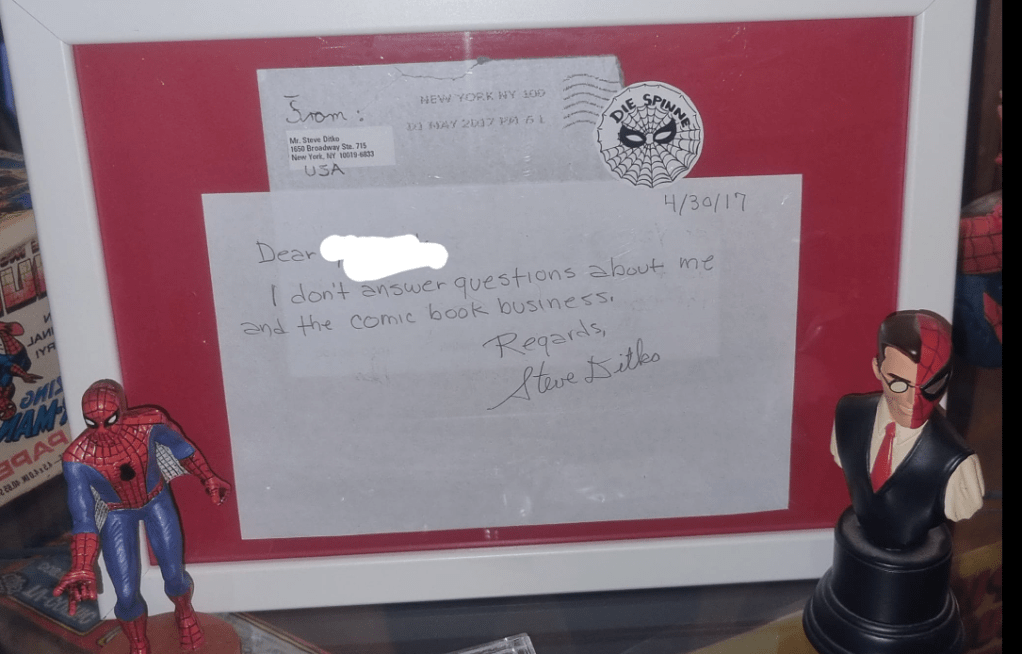 From:
NEW YORK NY 100
01 MAY 2017 PM 6 L
Mr. Steve Ditko
1650 Broadway Ste. 715
New York, NY 10019-6833
USA
DIE SPINNE
4/30/17
Dear
I don't answer questions about me
and the comic book business.
Regards,
Steve Ditko